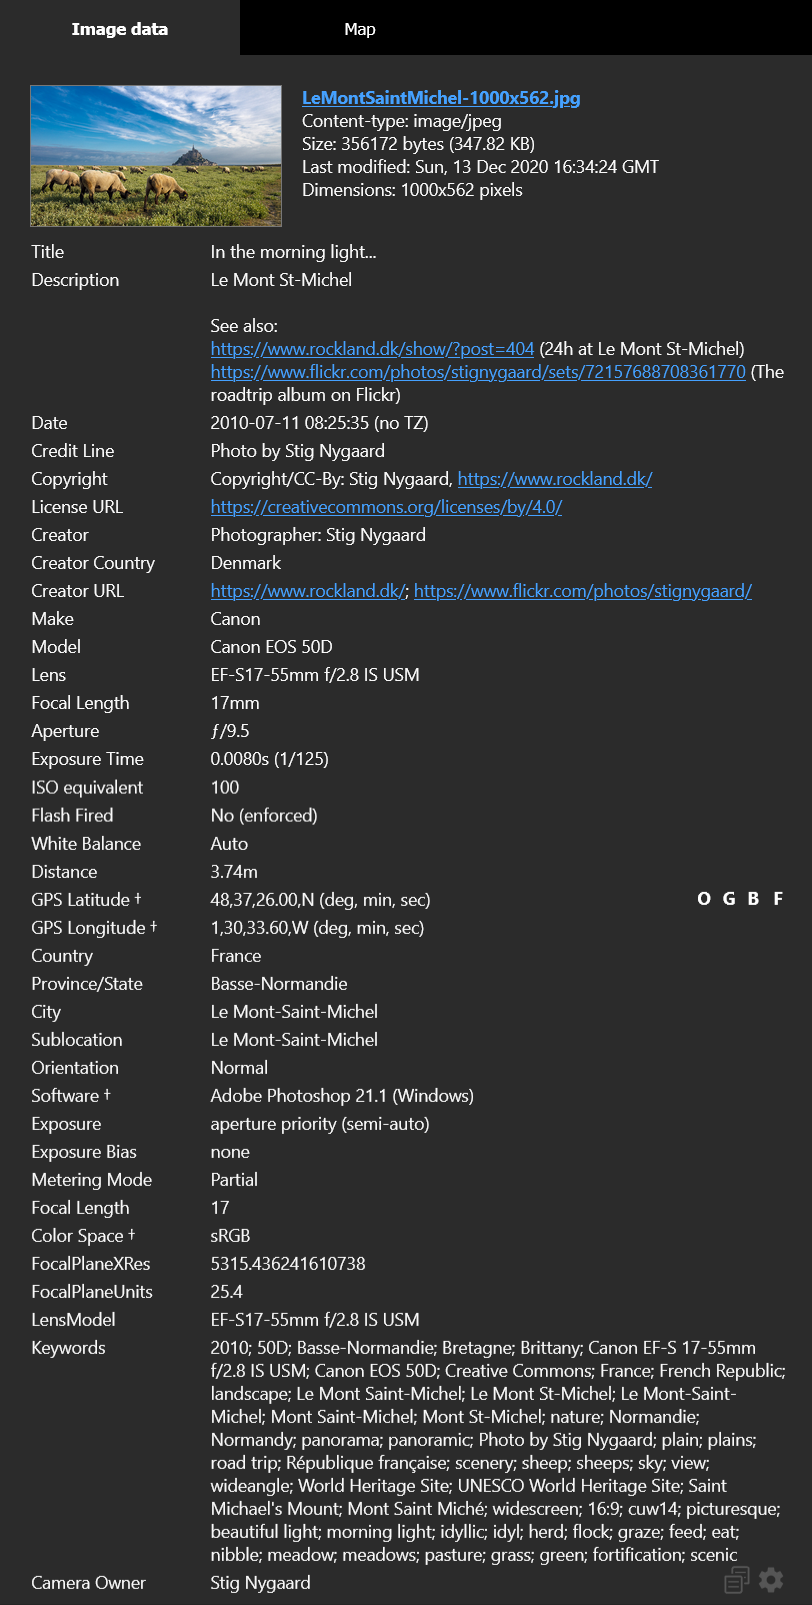 Image data
Map
LeMontSaintMichel-1000x562.jpg
Content-type: image/jpeg
Size: 356172 bytes (347.82 KB)
Last modified: Sun, 13 Dec 2020 16:34:24 GMT
Dimensions: 1000x562 pixels
Title In the morning light...
Description Le Mont St-Michel
See also:
https://www.rockland.dk/show/?post=404 (24h at Le Mont St-Michel)
https://www.flickr.com/photos/stignygaard/sets/72157688708361770 (The
roadtrip album on Flickr)
Date 2010-07-11 08:25:35 (no TZ)
Credit Line Photo by Stig Nygaard
Copyright Copyright/CC-By: Stig Nygaard, https://www.rockland.dk/
License URL https://creativecommons.org/licenses/by/4.0/
Creator Photographer: Stig Nygaard
Creator Country Denmark
Creator URL https://www.rockland.dk/; https://www.flickr.com/photos/stignygaard/
Make Canon
Model Canon EOS 50D
Lens EF-S17-55mm f/2.8 IS USM
Focal Length 17mm
Aperture ƒ/9.5
Exposure Time 0.0080s (1/125)
ISO equivalent 100
Flash Fired No (enforced)
White Balance Auto
Distance 3.74m
GPS Latitude † 48,37,26.00,N (deg, min, sec) O G B F
GPS Longitude † 1,30,33.60,W (deg, min, sec)
Country France
Province/State Basse-Normandie
City Le Mont-Saint-Michel
Sublocation Le Mont-Saint-Michel
Orientation Normal
Software † Adobe Photoshop 21.1 (Windows)
Exposure aperture priority (semi-auto)
Exposure Bias none
Metering Mode Partial
Focal Length 17
Color Space † sRGB
FocalPlaneXRes 5315.436241610738
FocalPlaneUnits 25.4
LensModel EF-S17-55mm f/2.8 IS USM
Keywords 2010; 50D; Basse-Normandie; Bretagne; Brittany; Canon EF-S 17-55mm
f/2.8 IS USM; Canon EOS 50D; Creative Commons; France; French Republic;
landscape; Le Mont Saint-Michel; Le Mont St-Michel; Le Mont-Saint-
Michel; Mont Saint-Michel; Mont St-Michel; nature; Normandie;
Normandy; panorama; panoramic; Photo by Stig Nygaard; plain; plains;
road trip; République française; scenery; sheep; sheeps; sky; view;
wideangle; World Heritage Site; UNESCO World Heritage Site; Saint
Michael's Mount; Mont Saint Miché; widescreen; 16:9; cuw14; picturesque;
beautiful light; morning light; idyllic; idyl; herd; flock; graze; feed; eat;
nibble; meadow; meadows; pasture; grass; green; fortification; scenic
Camera Owner Stig Nygaard